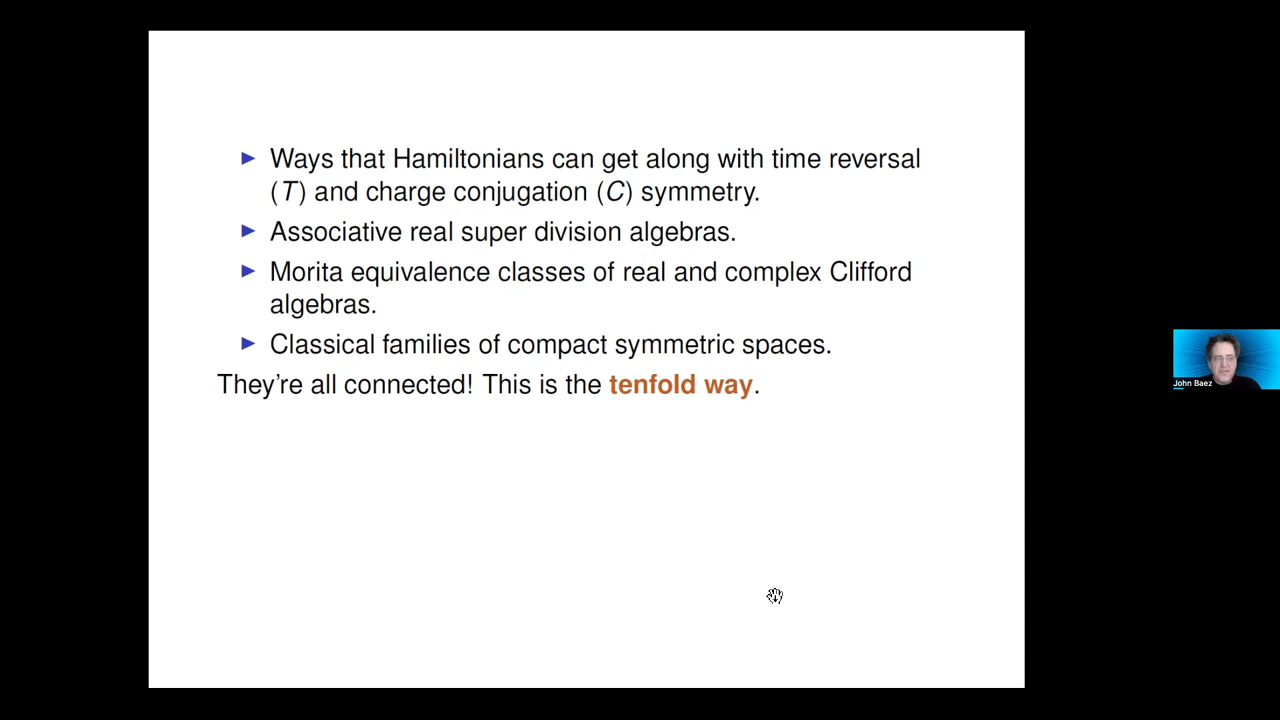 Ways that Hamiltonians can get along with time reversal
(T) and charge conjugation (C) symmetry.
Associative real super division algebras.
Morita equivalence classes of real and complex Clifford
algebras.
Classical families of compact symmetric spaces.
They're all connected! This is the tenfold way.
John Baez